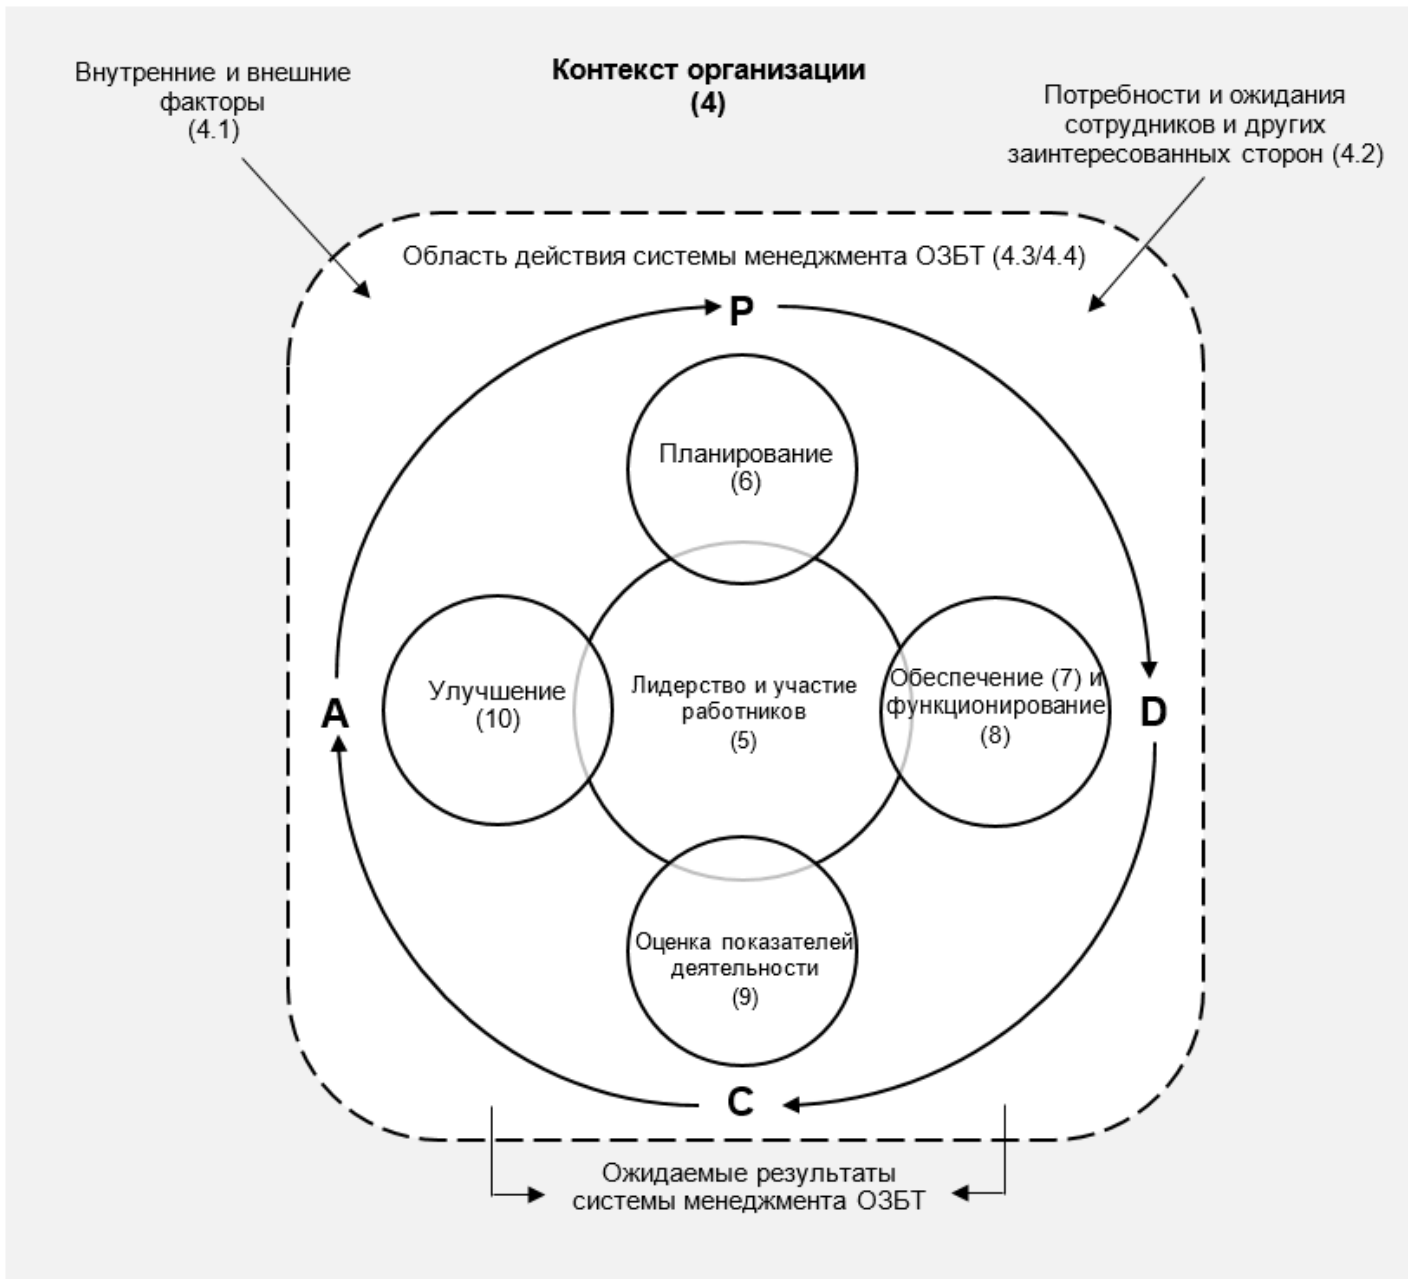 Контекст организации
(4)
Внутренние и внешние
факторы
(4.1)
Потребности и ожидания
сотрудников и других
заинтересованных сторон (4.2)
Область действия системы менеджмента ОЗБТ (4.3/4.4)
P
Планирование
(6)
A
Улучшение
(10)
Лидерство и участие
работников
(5)
Обеспечение (7) и
функционирование
(8)
D
Оценка показателей
деятельности
(9)
C
Ожидаемые результаты
системы менеджмента ОЗБТ